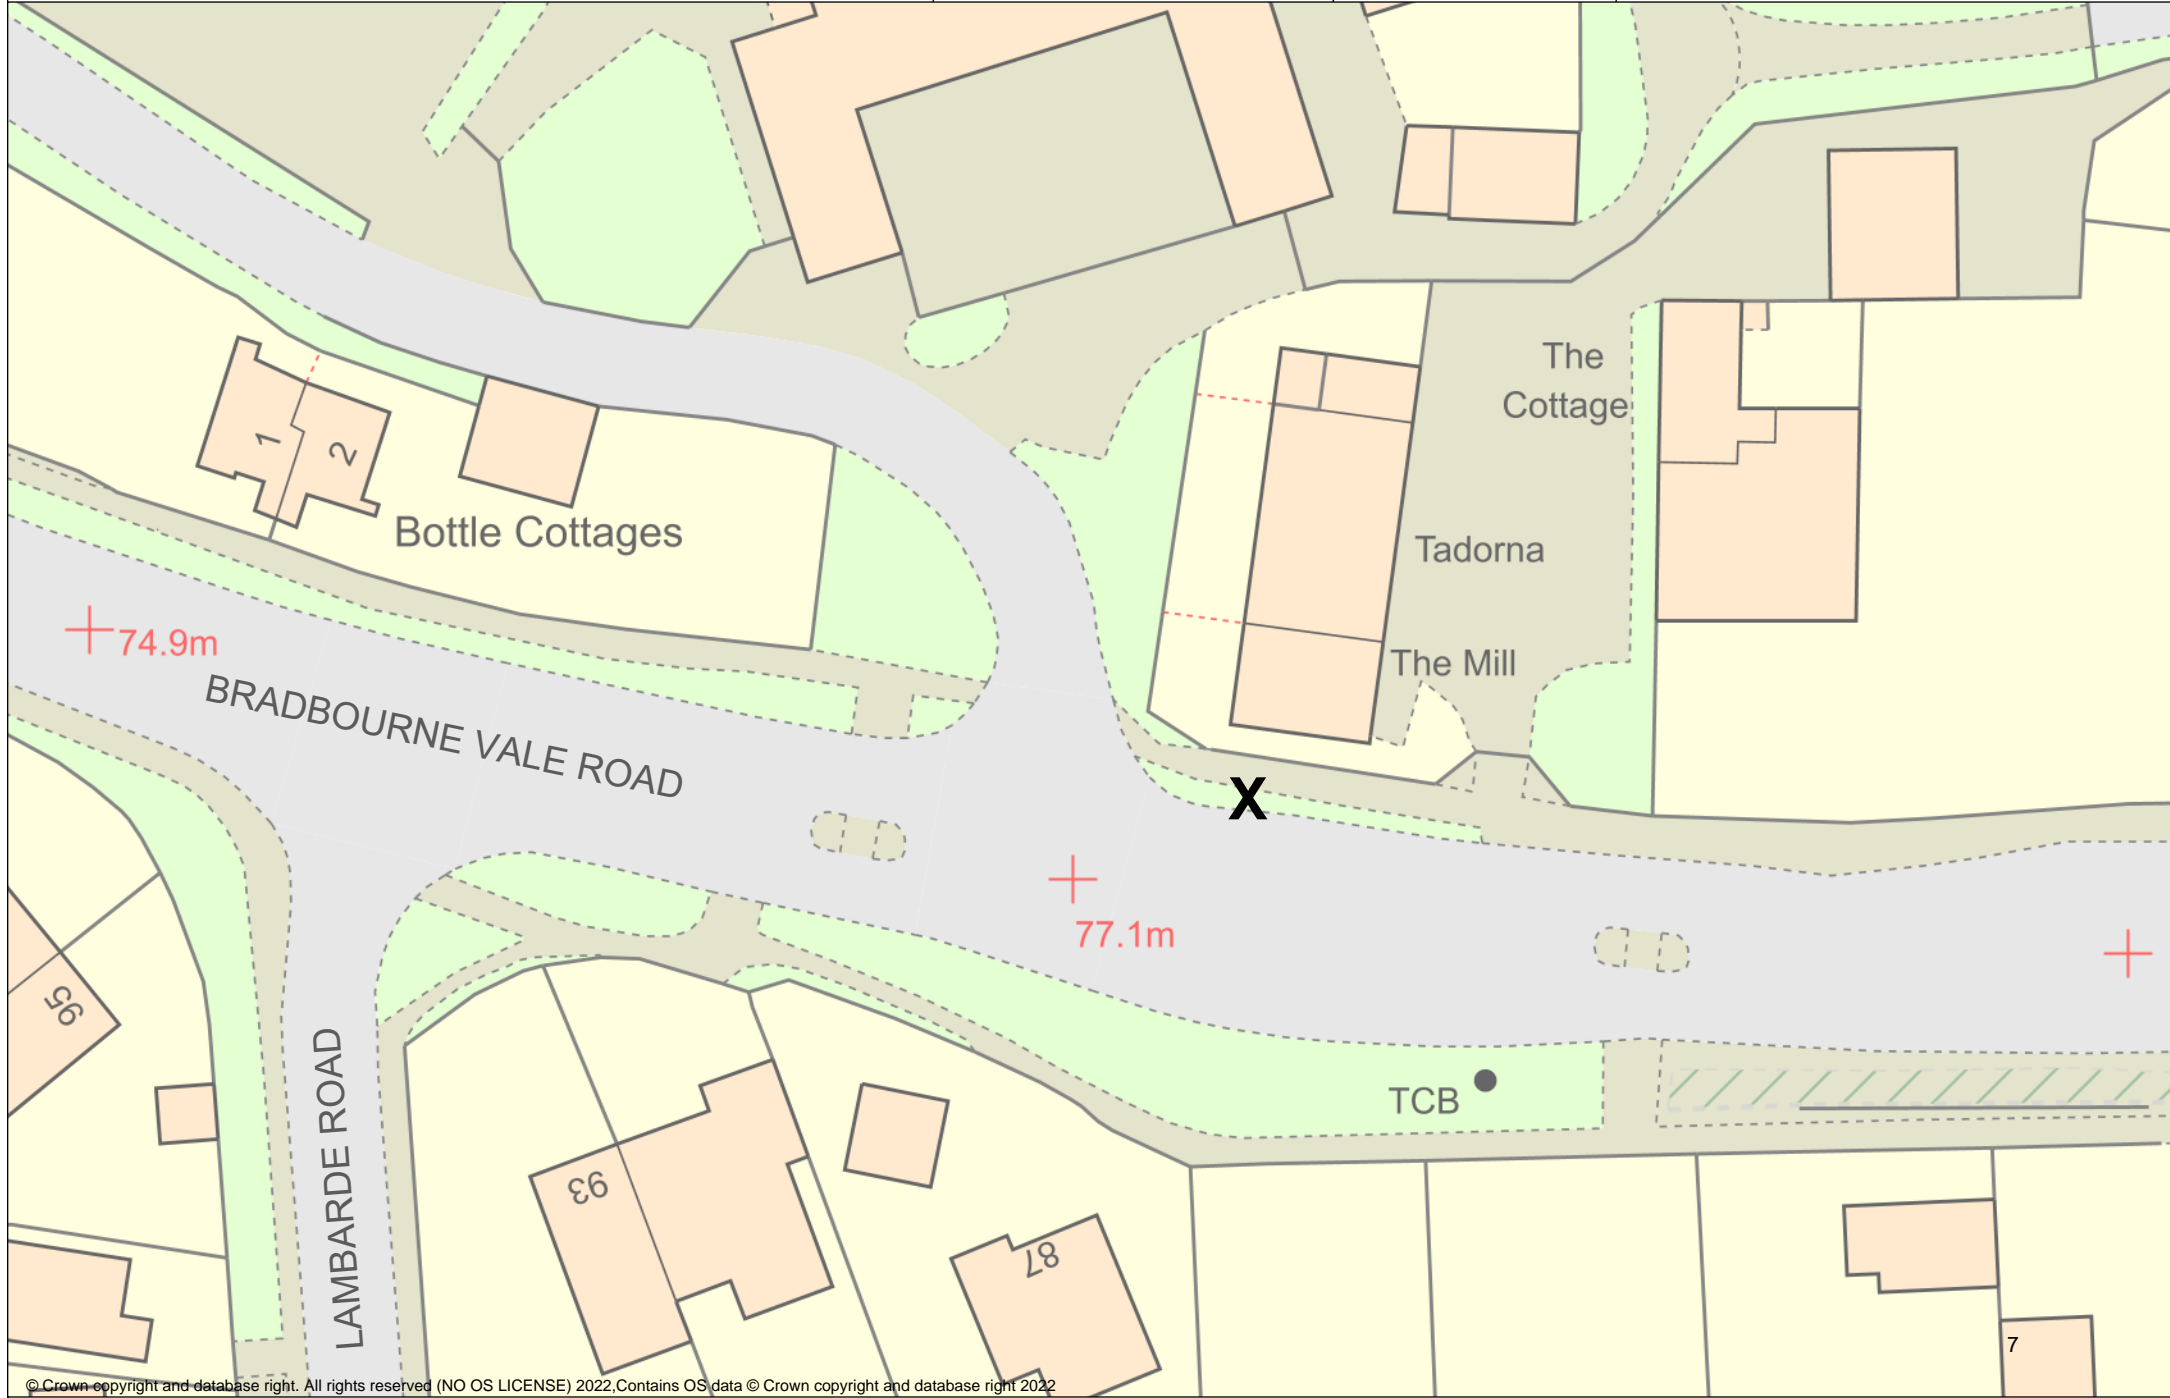 The
Cottage
1
2
Bottle Cottages
Tadorna
74.9m
The Mill
BRADBOURNE VALE ROAD
X
77.1m
95
TCB
LAMBARDE ROAD
93
87
7
© Crown copyright and database right. All rights reserved (NO OS LICENSE) 2022,Contains OS data © Crown copyright and database right 2022